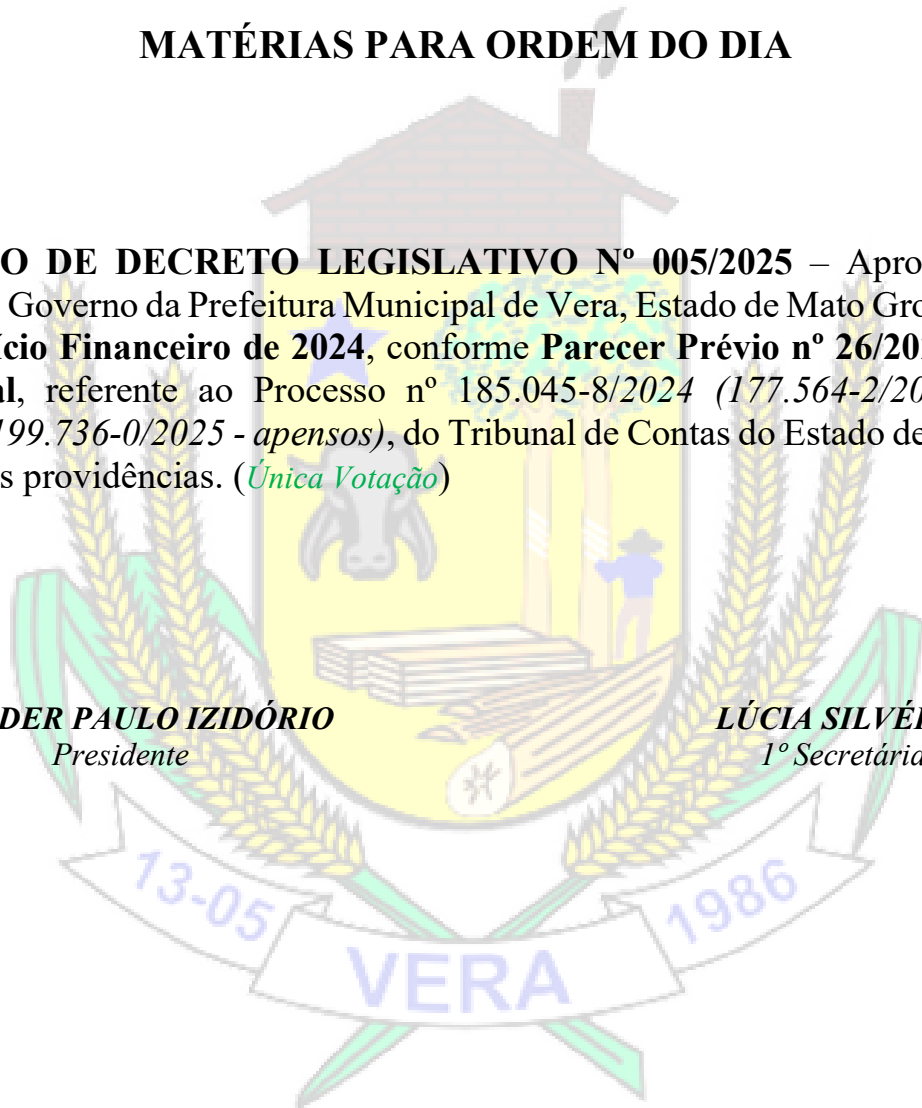 MATÉRIAS PARA ORDEM DO DIA
O DE DECRETO LEGISLATIVO Nº 005/2025 – Apro
Governo da Prefeitura Municipal de Vera, Estado de Mato Gro
cio Financeiro de 2024, conforme Parecer Prévio nº 26/20
l, referente ao Processo nº 185.045-8/2024 (177.564-2/20
199.736-0/2025 - apensos), do Tribunal de Contas do Estado de
s providências. (Única Votação)
DER PAULO IZIDÓRIO LÚCIA SILVÉ
Presidente 1º Secretária
13-05 1986
VERA